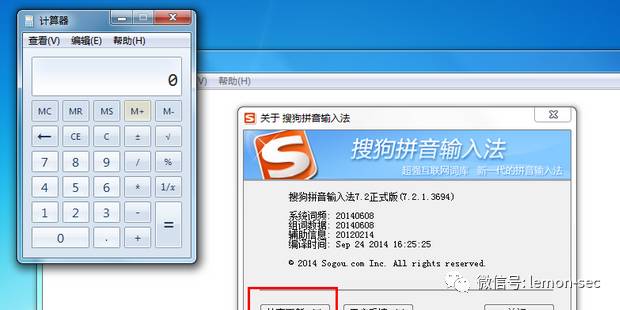 计算器
查看(V) 编辑(E) 帮助(H)
0
MC MR MS M+ M-
← CE C ± √
7 8 9 / %
4 5 6 * 1/x
1 2 3 - =
0 . +
V) 帮助(H)
关于 搜狗拼音输入法
搜狗拼音输入法
超强互联网词库 新一代的拼音输入法
搜狗拼音输入法7.2正式版(7.2.1.3694)
系统词频: 20140608
组词数据: 20140608
辅助信息: 20120214
编译时间: Sep 24 2014 16:25:25
© 2014 Sogou.com Inc. All rights reserved.
微信号: lemon-sec